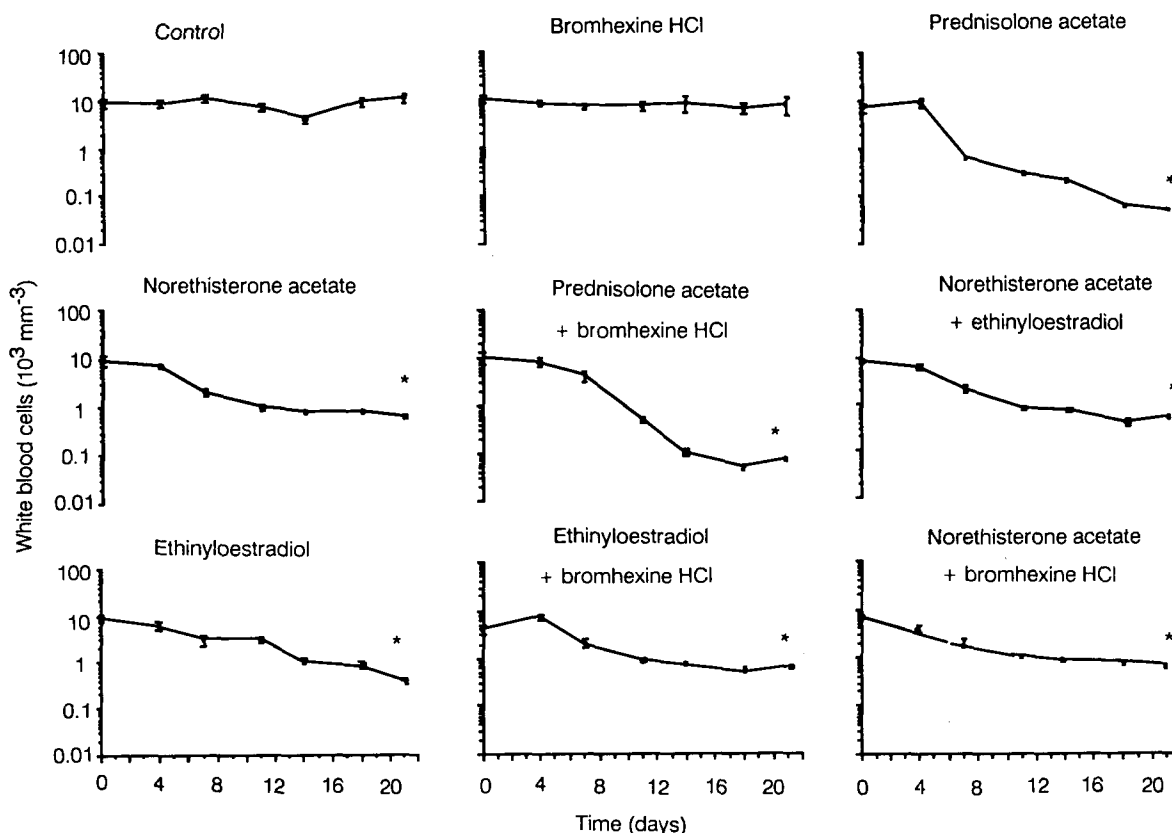 Control
Bromhexine HCl
Prednisolone acetate
100
10
1
0.1
0.01
*
Norethisterone acetate
Prednisolone acetate
+ bromhexine HCl
Norethisterone acetate
+ ethinyloestradiol
White blood cells (10³ mm⁻³)
100
10
1
0.1
0.01
*
*
*
Ethinyloestradiol
Ethinyloestradiol
+ bromhexine HCl
Norethisterone acetate
+ bromhexine HCl
100
10
1
0.1
0.01
*
*
*
0 4 8 12 16 20
0 4 8 12 16 20
0 4 8 12 16 20
Time (days)